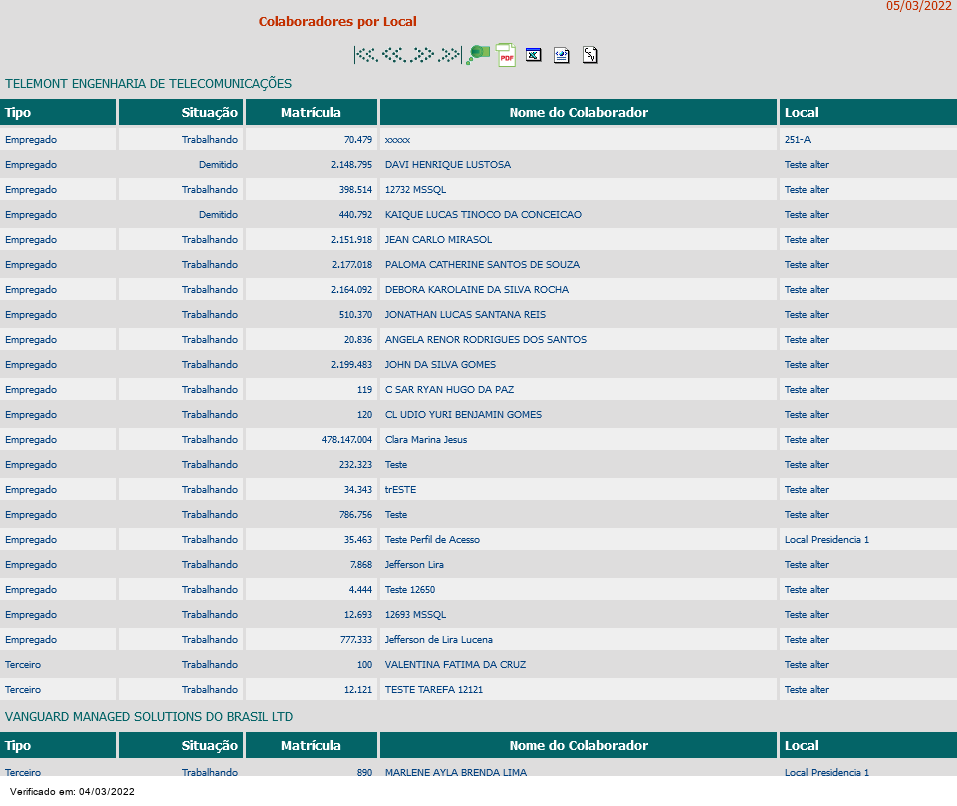 05/03/2022
Colaboradores por Local
PDF
TELEMONT ENGENHARIA DE TELECOMUNICAÇÕES
Tipo Situação Matrícula Nome do Colaborador Local
Empregado Trabalhando 70.479 xxxxx 251-A
Empregado Demitido 2.148.795 DAVI HENRIQUE LUSTOSA Teste alter
Empregado Trabalhando 398.514 12732 MSSQL Teste alter
Empregado Demitido 440.792 KAIQUE LUCAS TINOCO DA CONCEICAO Teste alter
Empregado Trabalhando 2.151.918 JEAN CARLO MIRASOL Teste alter
Empregado Trabalhando 2.177.018 PALOMA CATHERINE SANTOS DE SOUZA Teste alter
Empregado Trabalhando 2.164.092 DEBORA KAROLAINE DA SILVA ROCHA Teste alter
Empregado Trabalhando 510.370 JONATHAN LUCAS SANTANA REIS Teste alter
Empregado Trabalhando 20.836 ANGELA RENOR RODRIGUES DOS SANTOS Teste alter
Empregado Trabalhando 2.199.483 JOHN DA SILVA GOMES Teste alter
Empregado Trabalhando 119 C SAR RYAN HUGO DA PAZ Teste alter
Empregado Trabalhando 120 CL UDIO YURI BENJAMIN GOMES Teste alter
Empregado Trabalhando 478.147.004 Clara Marina Jesus Teste alter
Empregado Trabalhando 232.323 Teste Teste alter
Empregado Trabalhando 34.343 trESTE Teste alter
Empregado Trabalhando 786.756 Teste Teste alter
Empregado Trabalhando 35.463 Teste Perfil de Acesso Local Presidencia 1
Empregado Trabalhando 7.868 Jefferson Lira Teste alter
Empregado Trabalhando 4.444 Teste 12650 Teste alter
Empregado Trabalhando 12.693 12693 MSSQL Teste alter
Empregado Trabalhando 777.333 Jefferson de Lira Lucena Teste alter
Terceiro Trabalhando 100 VALENTINA FATIMA DA CRUZ Teste alter
Terceiro Trabalhando 12.121 TESTE TAREFA 12121 Teste alter
VANGUARD MANAGED SOLUTIONS DO BRASIL LTD
Tipo Situação Matrícula Nome do Colaborador Local
Terceiro Trabalhando 890 MARLENE AYLA BRENDA LIMA Local Presidencia 1
Verificado em: 04/03/2022